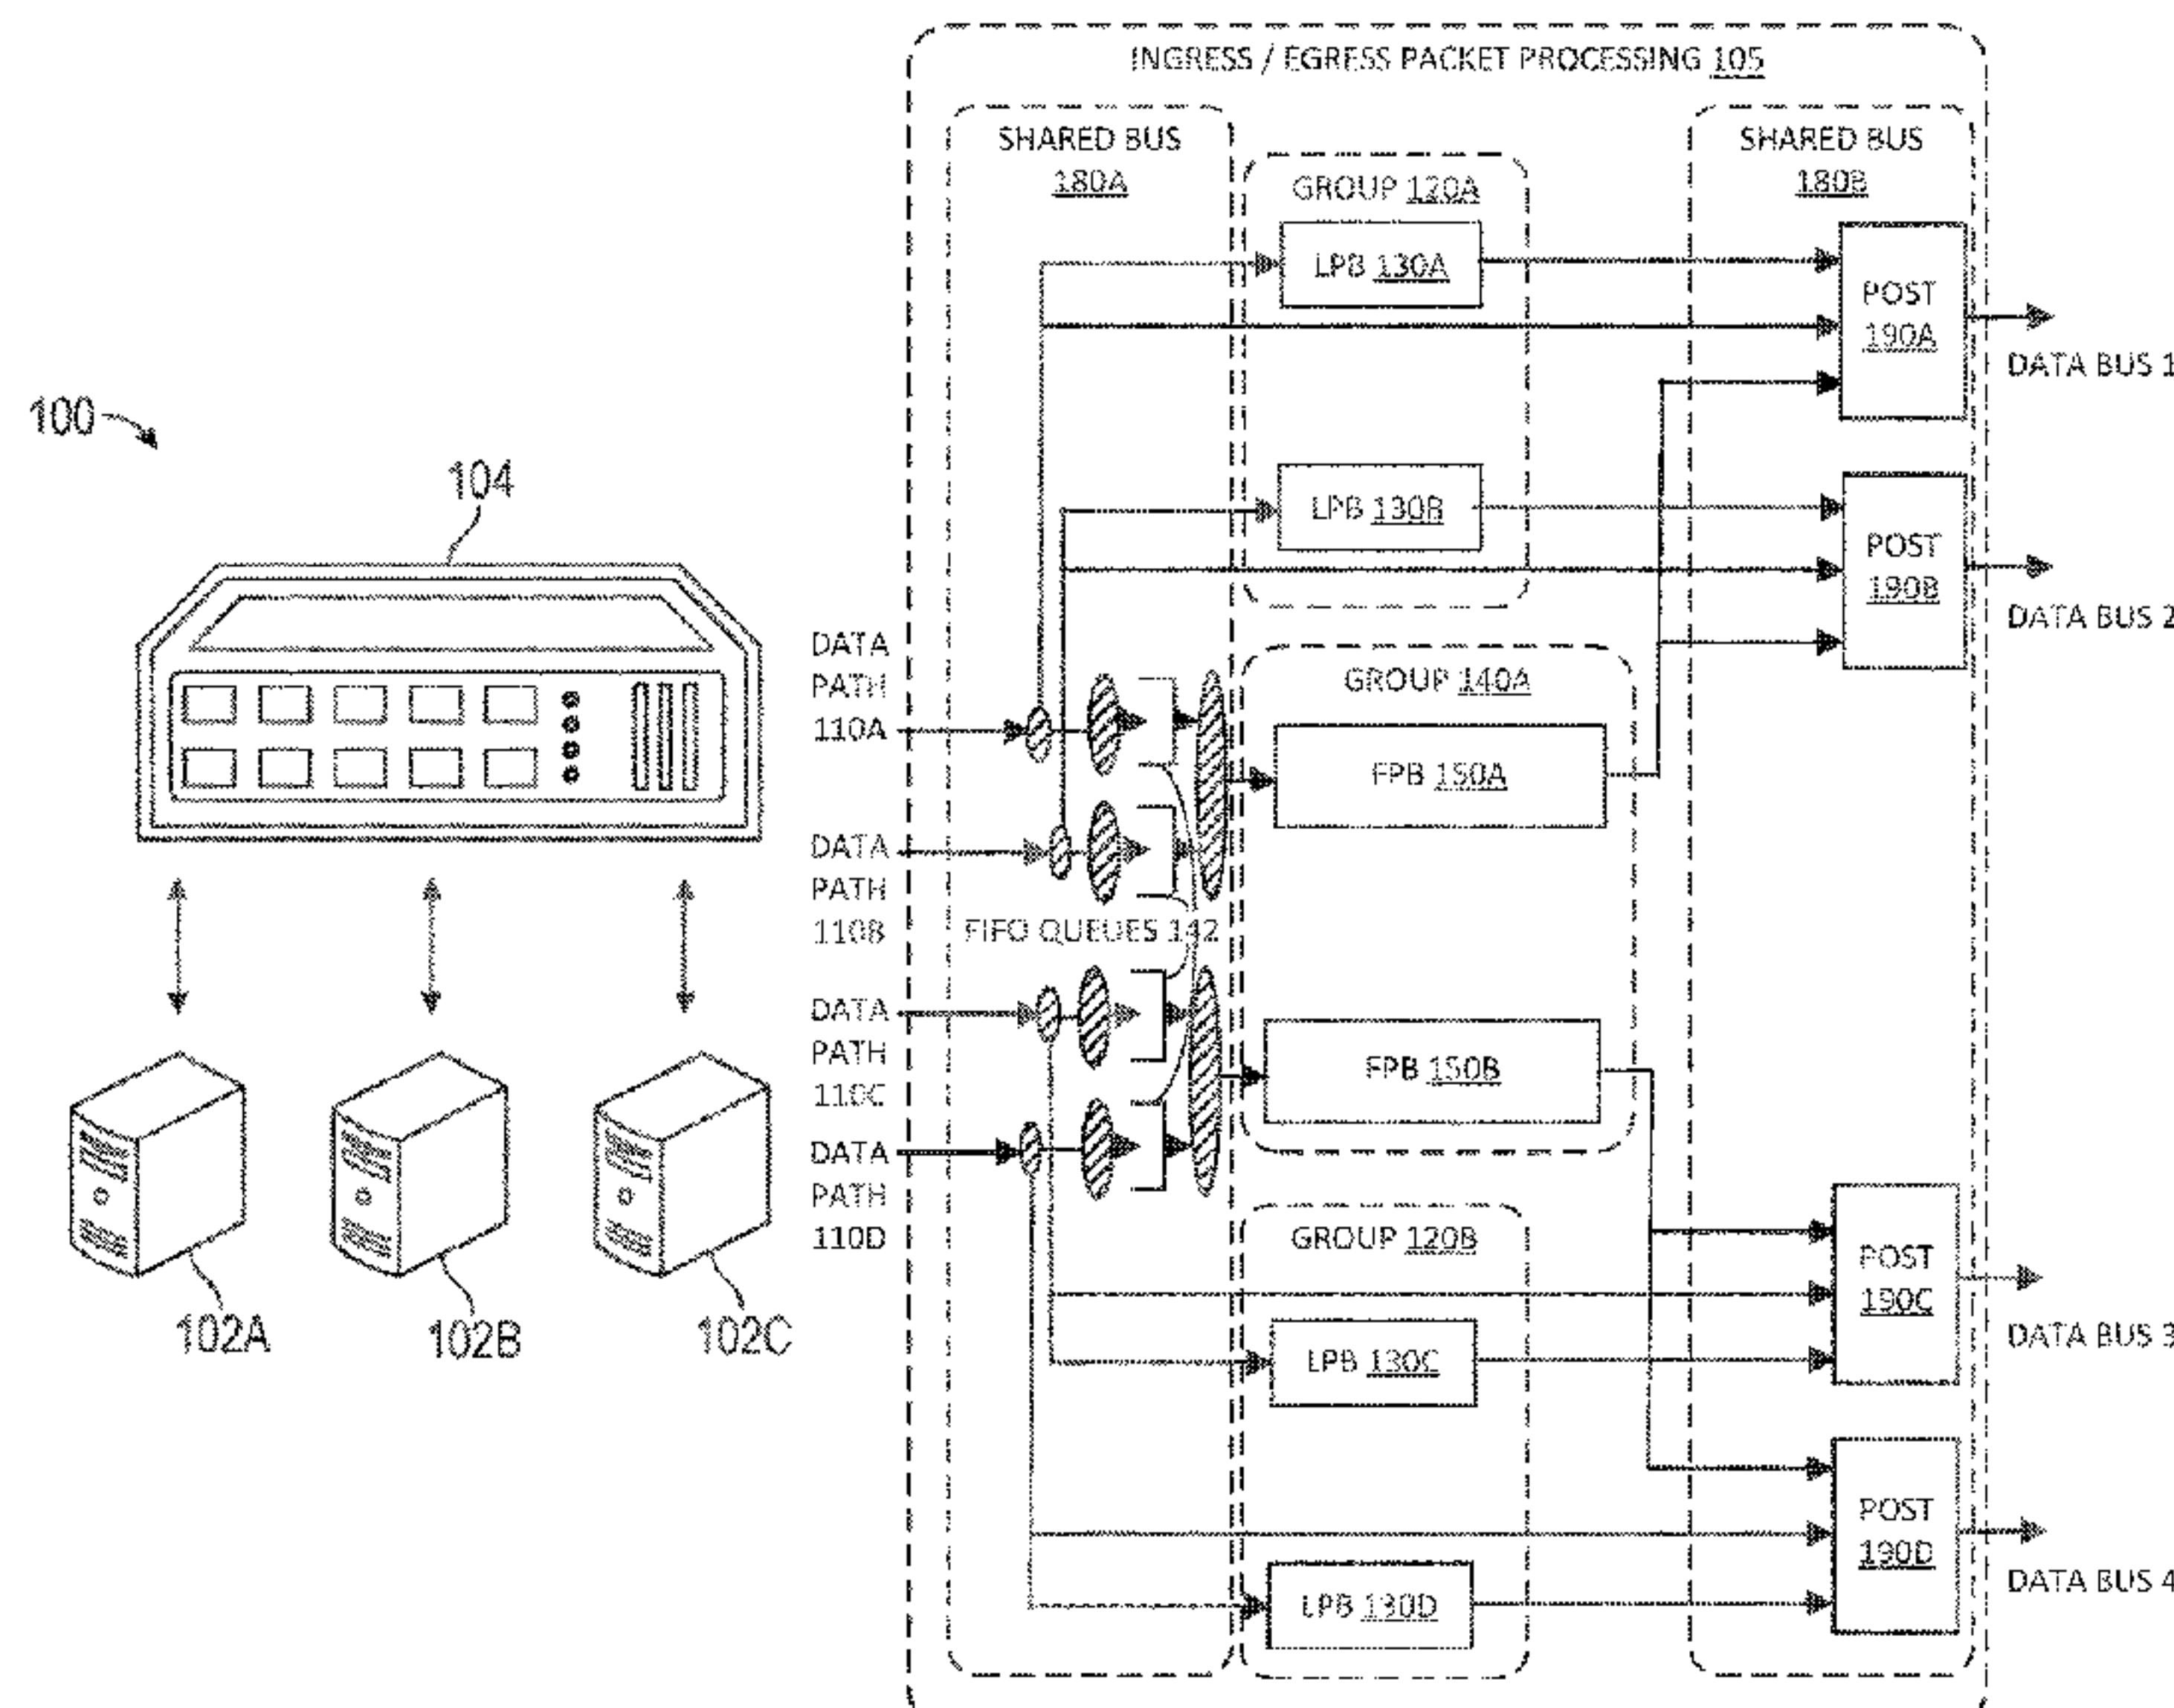 INGRESS / EGRESS PACKET PROCESSING 105
SHARED BUS
180A
SHARED BUS
180B
GROUP 120A
LPB 130A
POST
190A
DATA BUS 1
100
104
LPB 130B
POST
190B
DATA BUS 2
DATA
PATH
110A
GROUP 140A
FPB 150A
DATA
PATH
110B
FIFO QUEUES 142
DATA
PATH
110C
FPB 150B
DATA
PATH
110D
GROUP 120B
POST
190C
DATA BUS 3
LPB 130C
102A
102B
102C
POST
190D
DATA BUS 4
LPB 130D